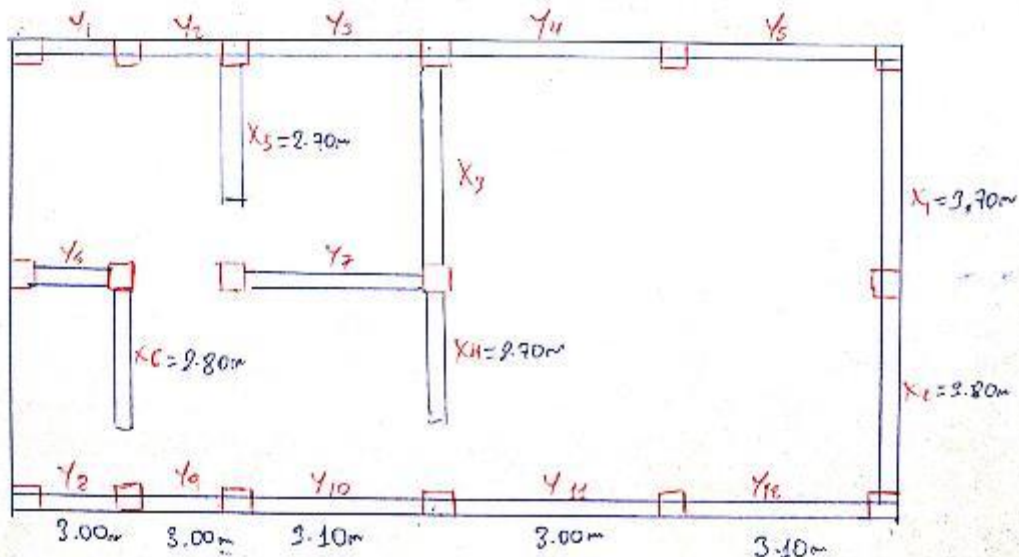 Y1 Y2 Y3 Y4 Y5
X5=2.70m
X3
X1=3,70m
Y6 Y7
X6=2.80m
X4=2.70m
X2=3.80m
Y8 Y9 Y10 Y11 Y12
3.00m 3.00m 3.10m 3.00m 3.10m